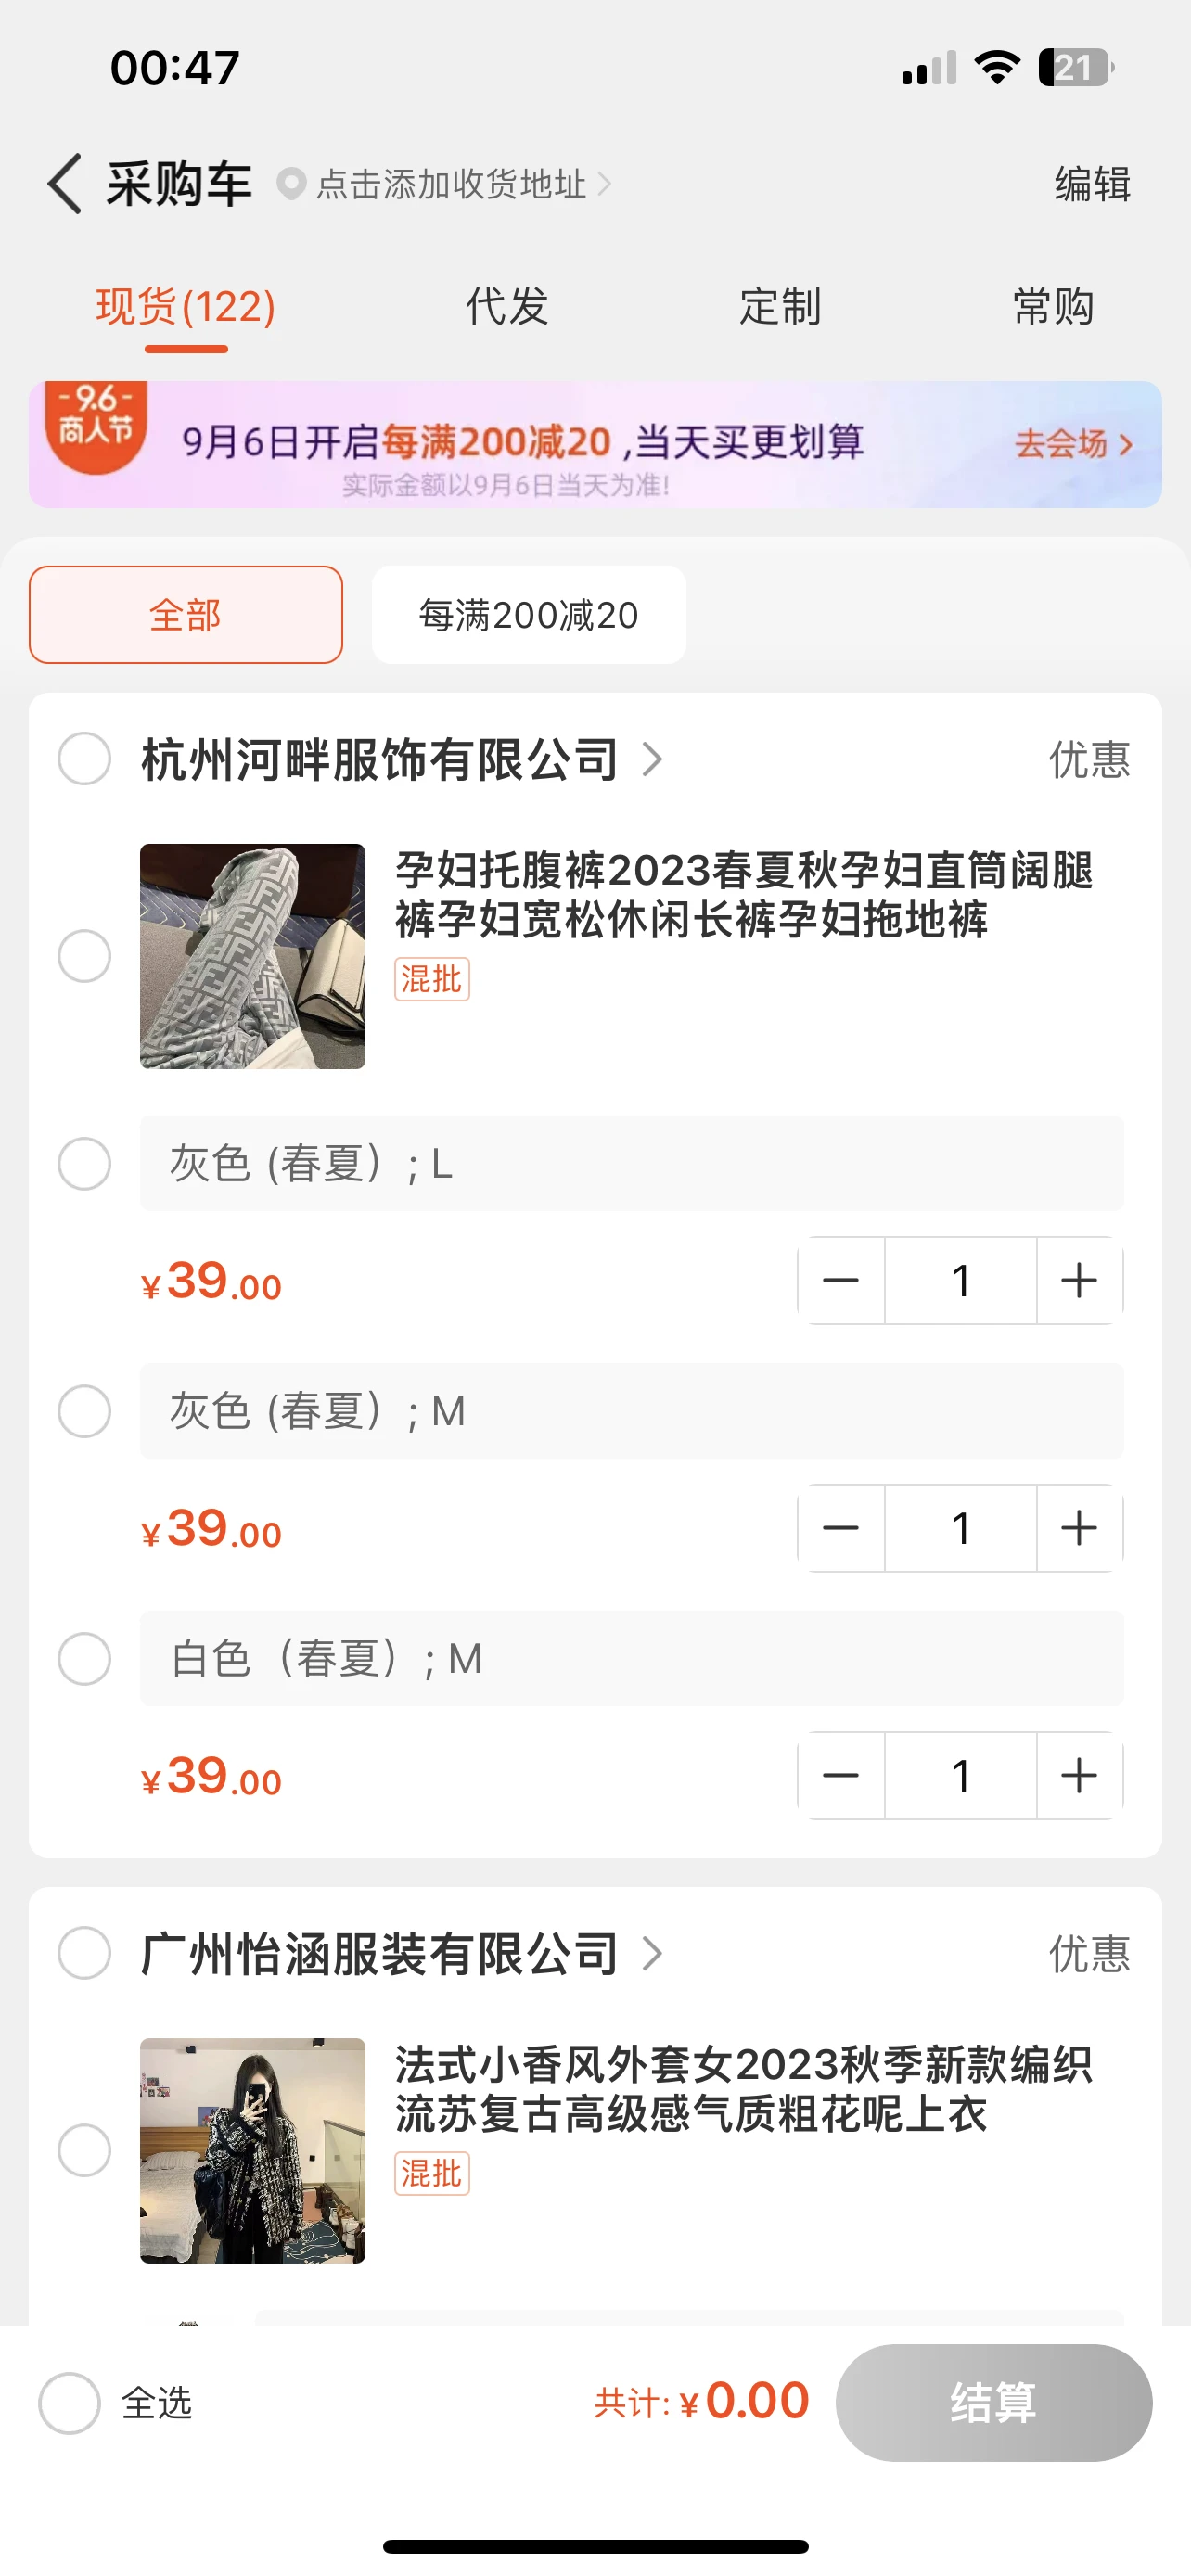 00:47
21
采购车 点击添加收货地址
编辑
现货(122) 代发 定制 常购
-9.6-
商人节
9月6日开启每满200减20 ,当天买更划算
去会场
实际金额以9月6日当天为准!
全部 每满200减20
杭州河畔服饰有限公司 优惠
孕妇托腹裤2023春夏秋孕妇直筒阔腿
裤孕妇宽松休闲长裤孕妇拖地裤
混批
灰色 (春夏）; L
¥39.00 1
灰色 (春夏）; M
¥39.00 1
白色（春夏）; M
¥39.00 1
广州怡涵服装有限公司 优惠
法式小香风外套女2023秋季新款编织
流苏复古高级感气质粗花呢上衣
混批
全选 共计: ¥0.00 结算